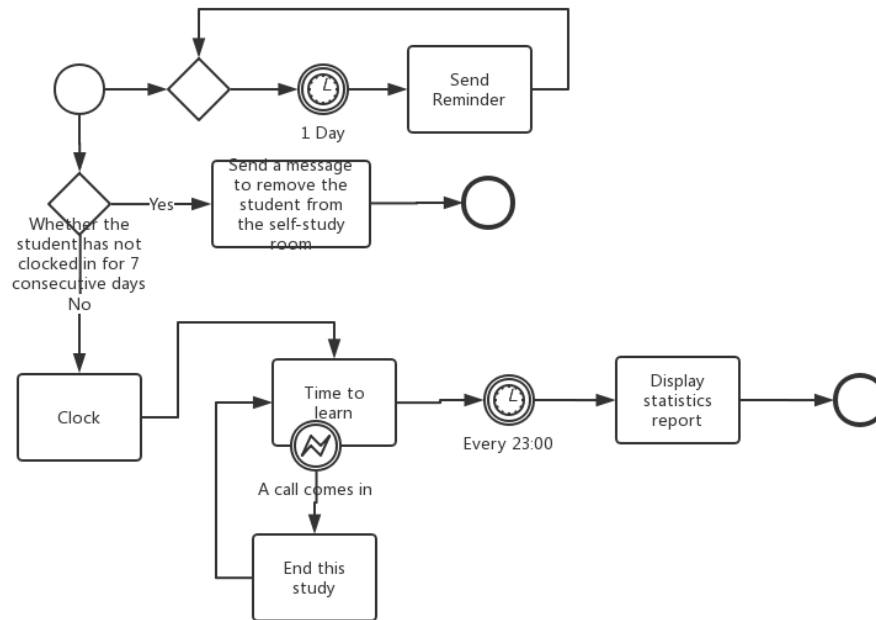 Send
Reminder
1 Day
Send a message
to remove the
student from
the self-study
room
Yes
Whether the
student has not
clocked in for 7
consecutive days
No
Clock
Time to
learn
A call comes in
Every 23:00
Display
statistics
report
End this
study